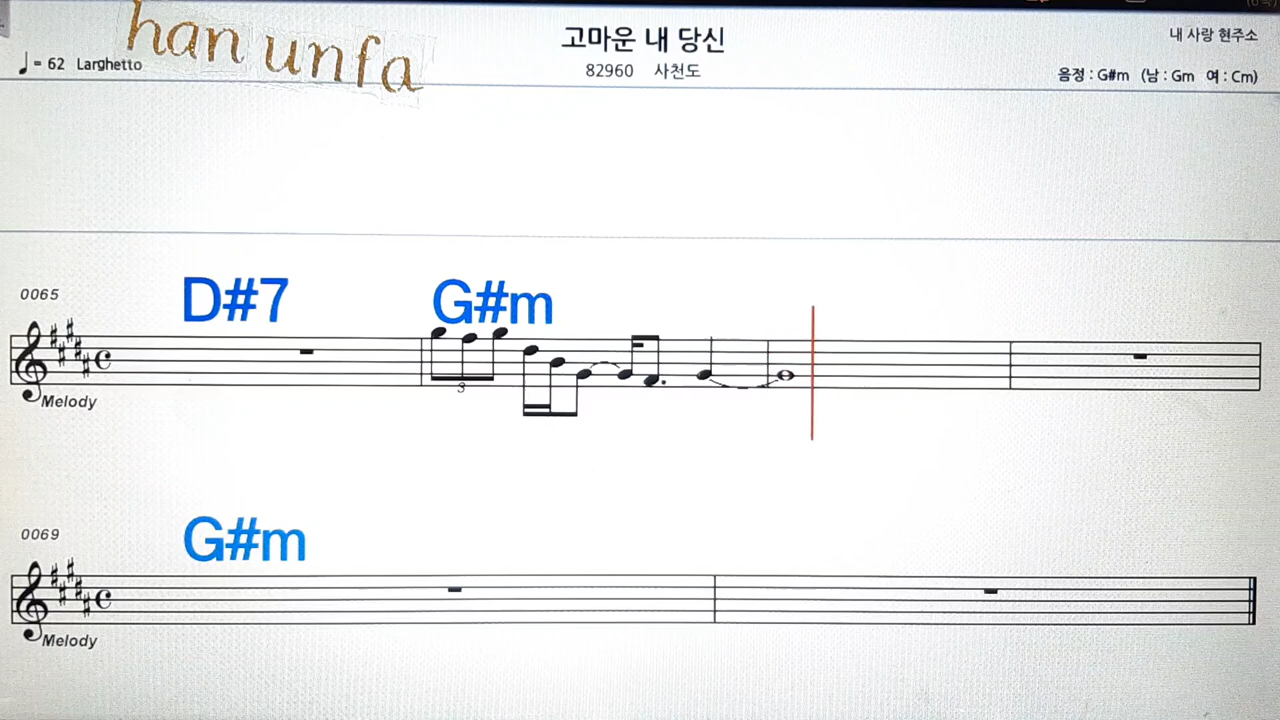 han unfa
고마운 내 당신
내 사랑 현주소
♩ = 62 Larghetto
82960 사천도
음정 : G#m (남 : Gm 여 : Cm)
0065
D#7 G#m
3
Melody
0069
G#m
Melody